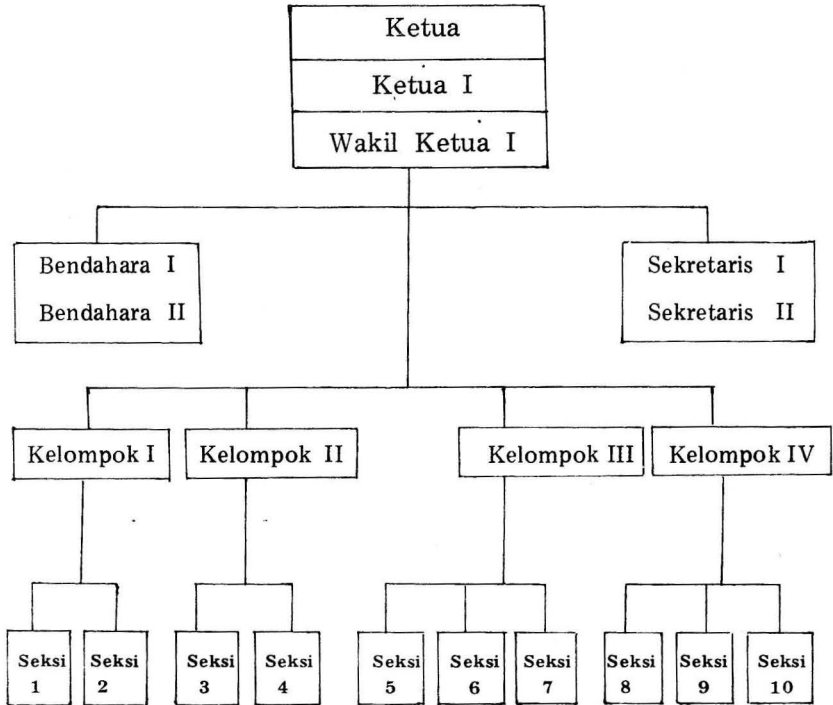 Ketua
Ketua I
Wakil Ketua I
Bendahara I
Bendahara II
Sekretaris I
Sekretaris II
Kelompok I
Kelompok II
Kelompok III
Kelompok IV
Seksi
1
Seksi
2
Seksi
3
Seksi
4
Seksi
5
Seksi
6
Seksi
7
Seksi
8
Seksi
9
Seksi
10